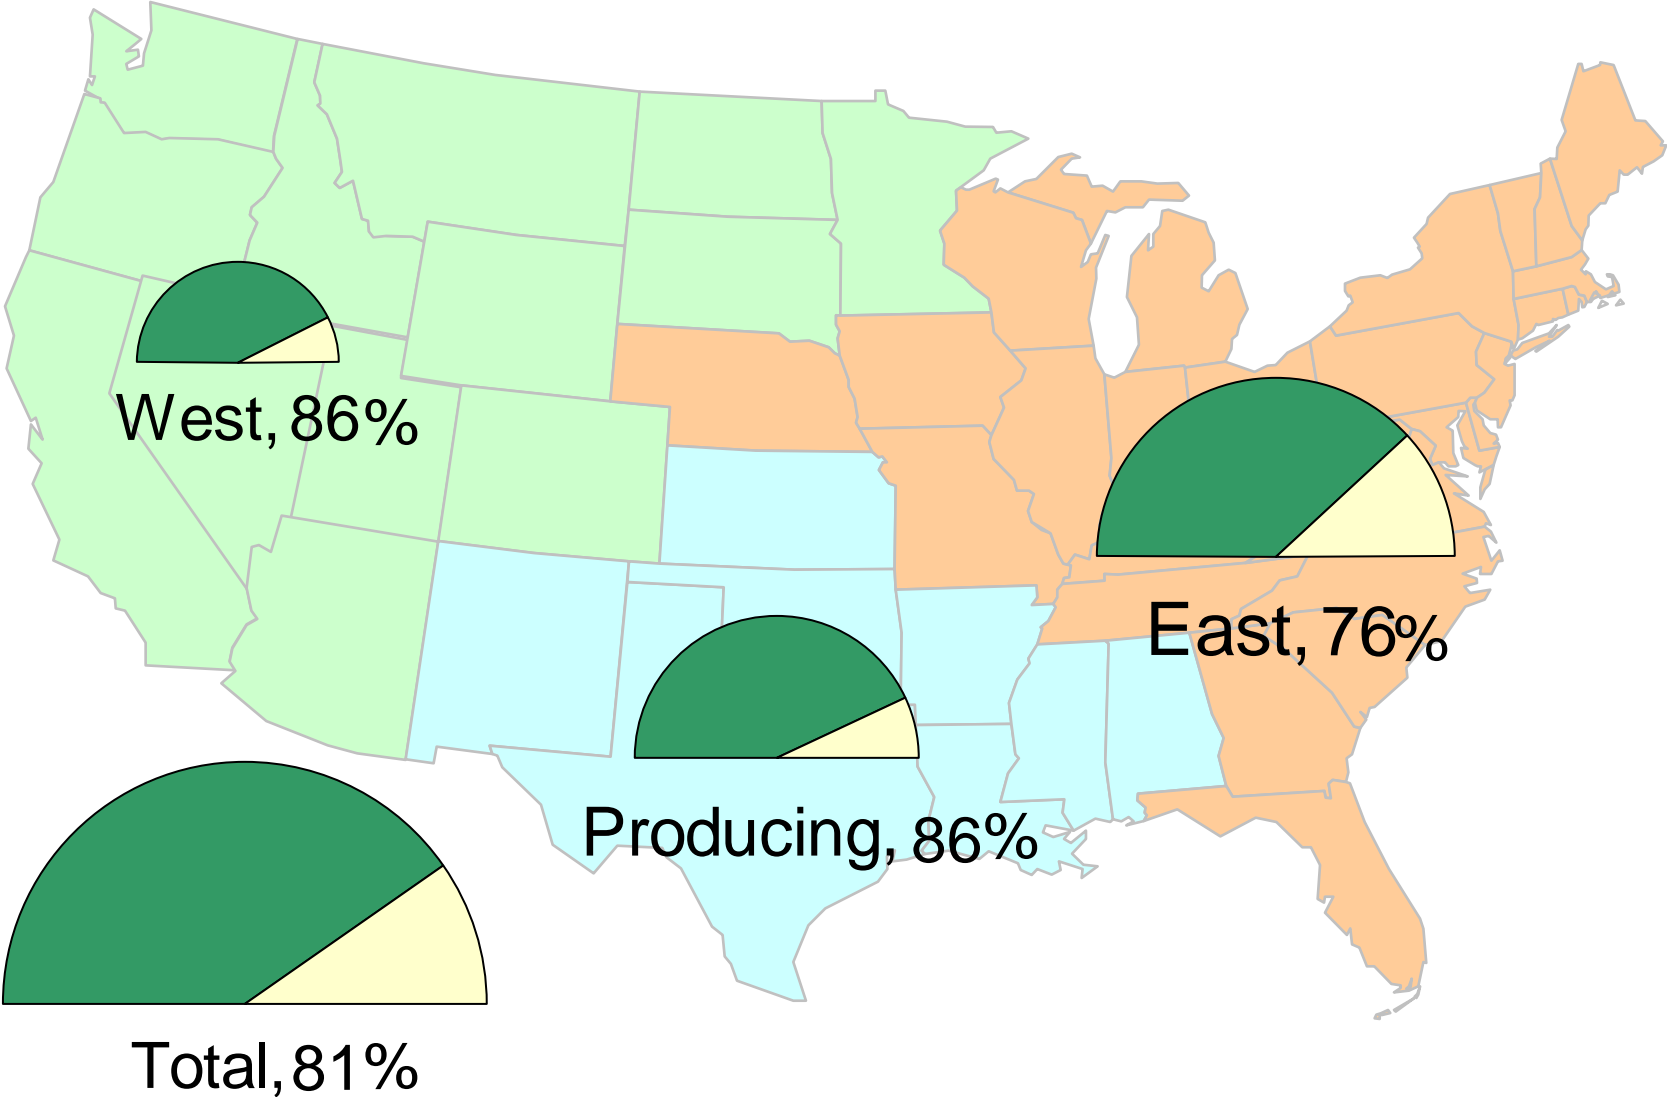 West, 86%
East, 76%
Producing, 86%
Total, 81%